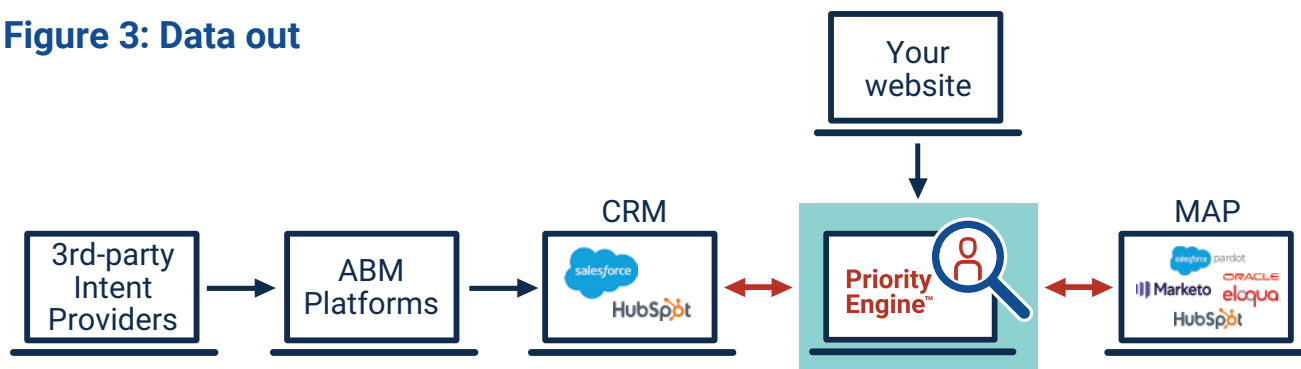 Figure 3: Data out
Your
website
CRM
MAP
3rd-party
Intent
Providers
ABM
Platforms
salesforce
HubSpot
Priority
Engine™
salesforce pardot
Marketo
ORACLE
eloqua
HubSpot